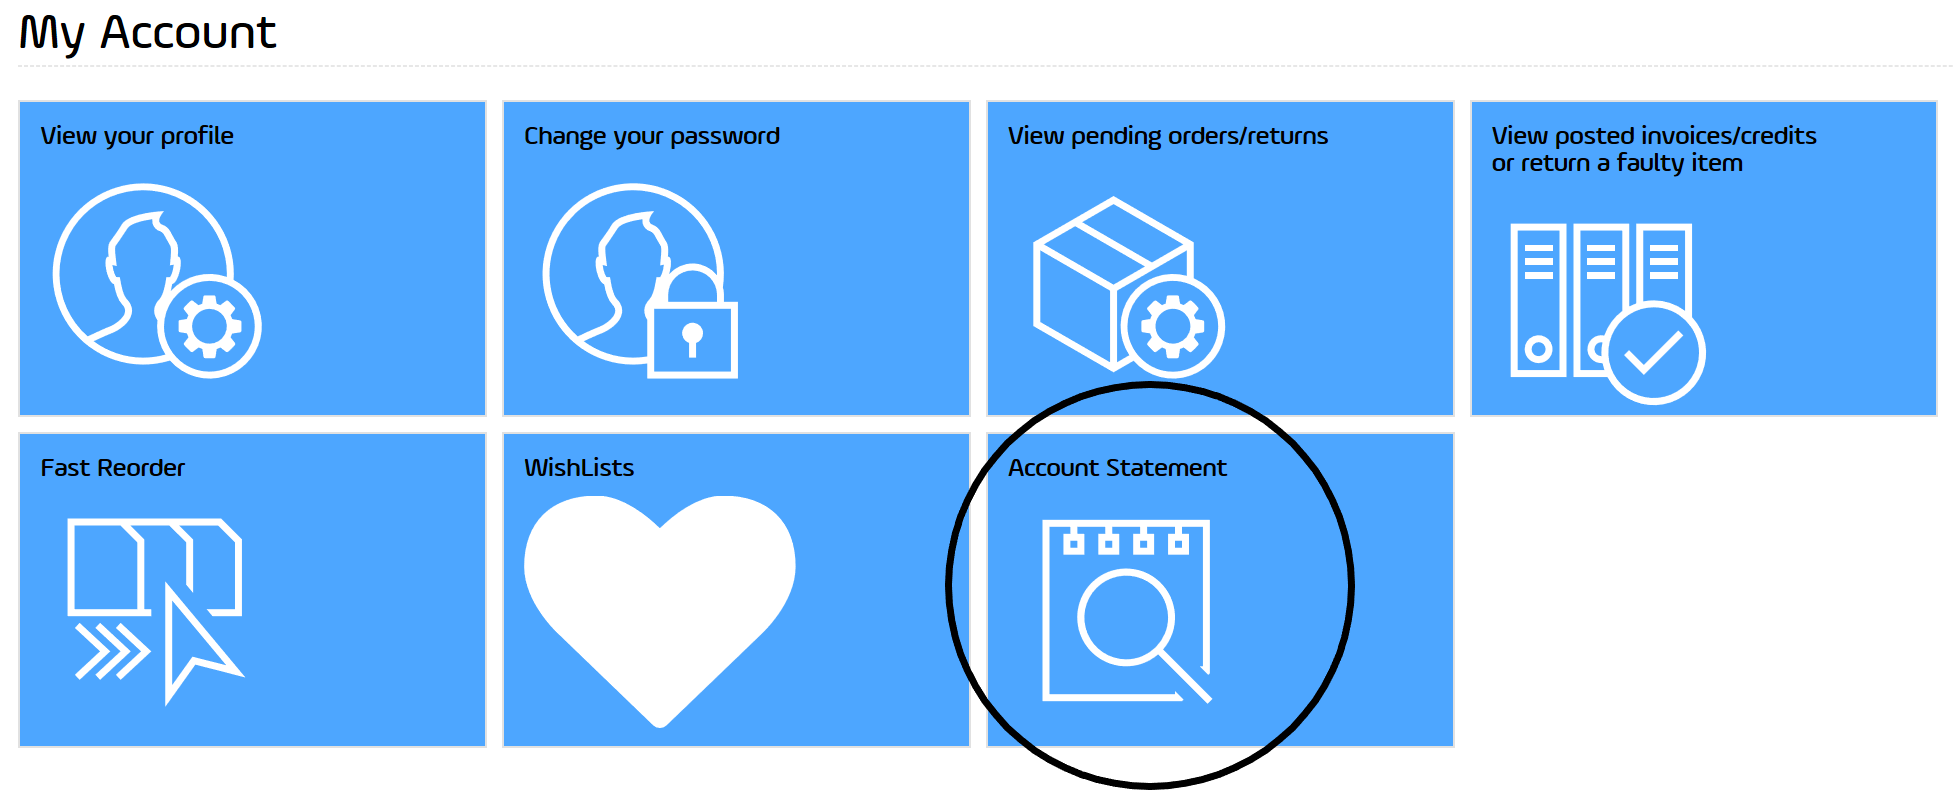 My Account
View your profile
Change your password
View pending orders/returns
View posted invoices/credits
or return a faulty item
Fast Reorder
WishLists
Account Statement